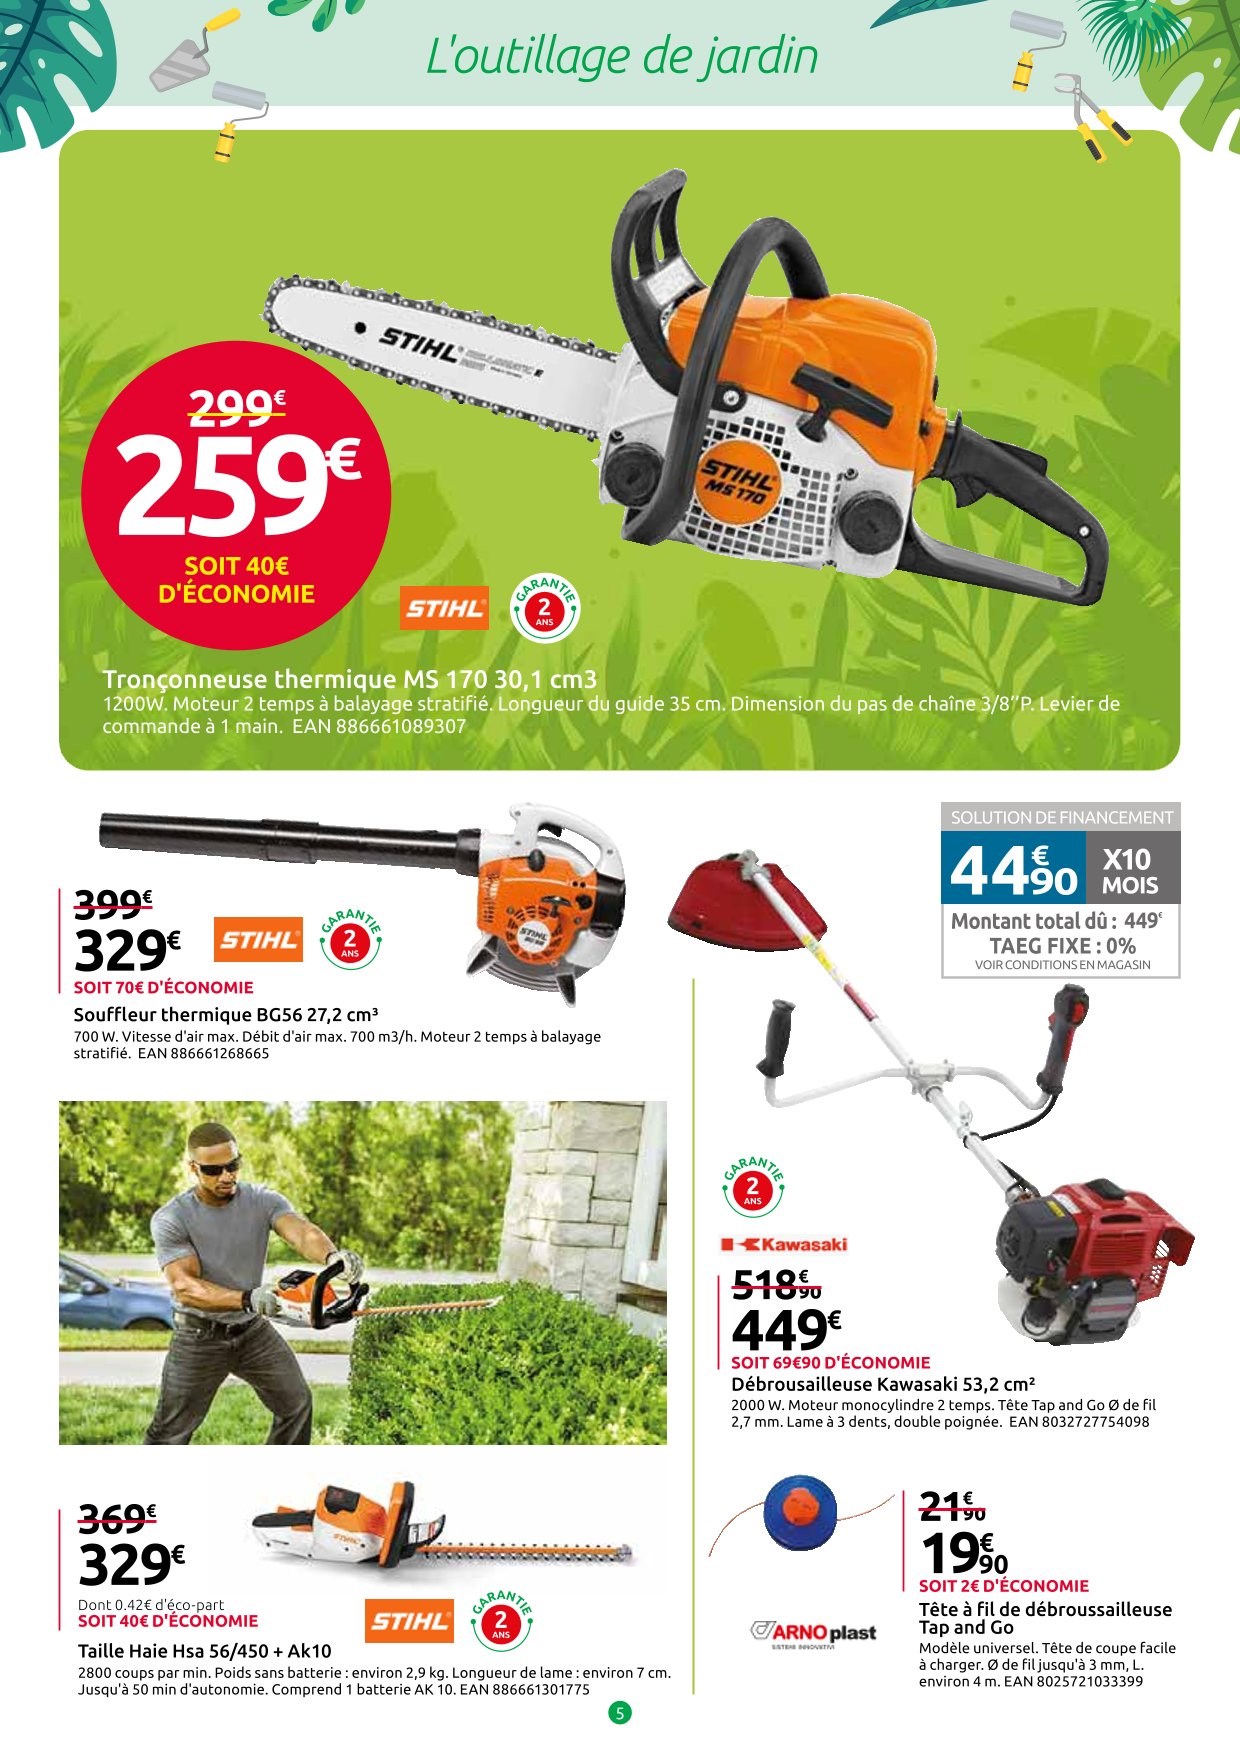 L'outillage de jardin
STIHL
STIHL
MS 170
299€
259€
SOIT 40€
D'ÉCONOMIE
STIHL
GARANTIE
2
ANS
Tronçonneuse thermique MS 170 30,1 cm3
1200W. Moteur 2 temps à balayage stratifié. Longueur du guide 35 cm. Dimension du pas de chaîne 3/8’’P. Levier de
commande à 1 main. EAN 886661089307
399€
329€
SOIT 70€ D'ÉCONOMIE
STIHL
GARANTIE
2
ANS
STIHL
Souffleur thermique BG56 27,2 cm³
700 W. Vitesse d'air max. Débit d'air max. 700 m3/h. Moteur 2 temps à balayage
stratifié. EAN 886661268665
SOLUTION DE FINANCEMENT
44€90 X10
MOIS
Montant total dû : 449€
TAEG FIXE : 0%
VOIR CONDITIONS EN MAGASIN
GARANTIE
2
ANS
Kawasaki
518€90
449€
SOIT 69€90 D'ÉCONOMIE
Débrousailleuse Kawasaki 53,2 cm²
2000 W. Moteur monocylindre 2 temps. Tête Tap and Go Ø de fil
2,7 mm. Lame à 3 dents, double poignée. EAN 8032727754098
369€
329€
Dont 0.42€ d'éco-part
SOIT 40€ D'ÉCONOMIE
STIHL
STIHL
GARANTIE
2
ANS
Taille Haie Hsa 56/450 + Ak10
2800 coups par min. Poids sans batterie : environ 2,9 kg. Longueur de lame : environ 7 cm.
Jusqu'à 50 min d'autonomie. Comprend 1 batterie AK 10. EAN 886661301775
ARNOplast
SISTEMI INNOVATIVI
21€90
19€90
SOIT 2€ D'ÉCONOMIE
Tête à fil de débroussailleuse
Tap and Go
Modèle universel. Tête de coupe facile
à charger. Ø de fil jusqu'à 3 mm, L.
environ 4 m. EAN 8025721033399
5